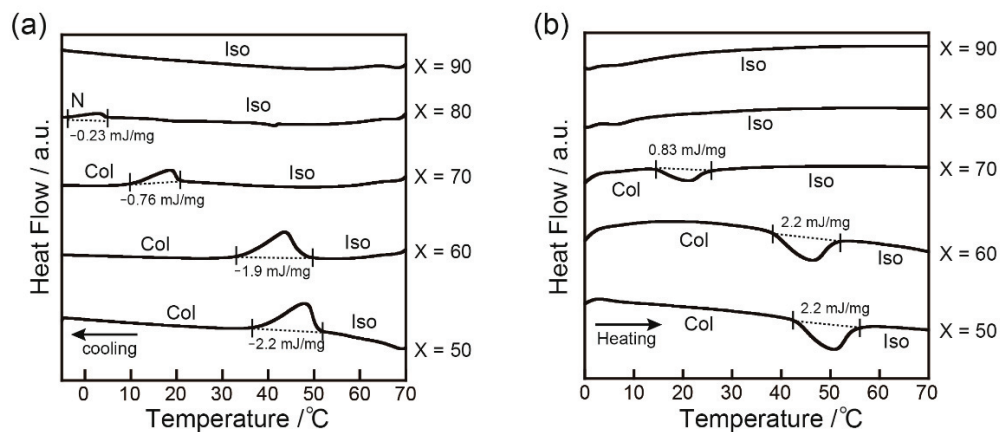 (a)
Iso
X = 90
N
Iso
X = 80
−0.23 mJ/mg
Col
Iso
X = 70
−0.76 mJ/mg
Col
Iso
X = 60
−1.9 mJ/mg
Col
Iso
cooling
−2.2 mJ/mg
X = 50
Heat Flow / a.u.
0 10 20 30 40 50 60 70
Temperature /℃
(b)
X = 90
Iso
X = 80
Iso
0.83 mJ/mg
X = 70
Col
Iso
2.2 mJ/mg
Col
X = 60
Iso
2.2 mJ/mg
Heating
Col
Iso
X = 50
Heat Flow / a.u.
0 10 20 30 40 50 60 70
Temperature /℃